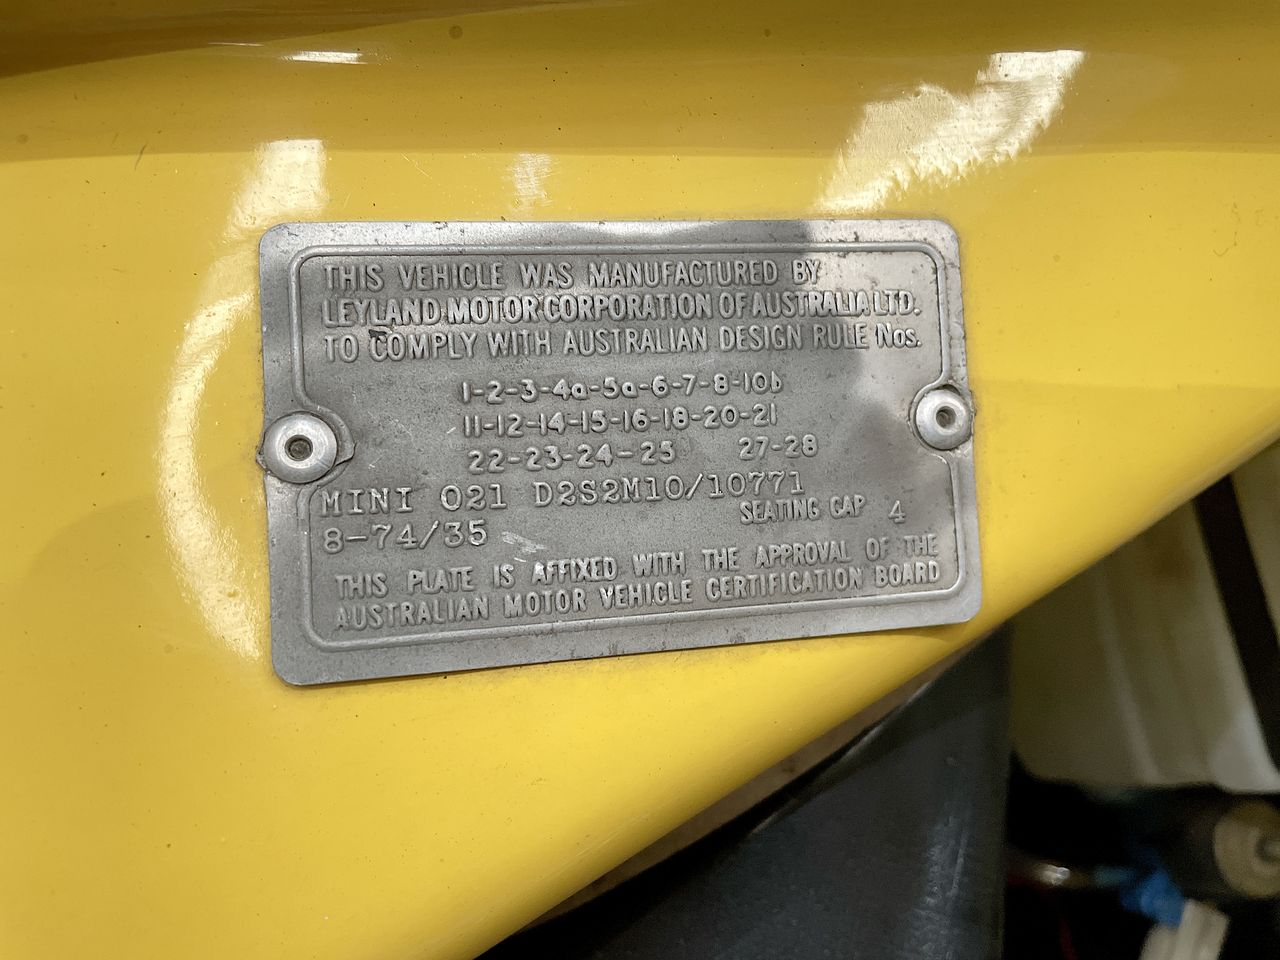 THIS VEHICLE WAS MANUFACTURED BY
LEYLAND MOTOR CORPORATION OF AUSTRALIA LTD.
TO COMPLY WITH AUSTRALIAN DESIGN RULE Nos.
1-2-3-4a-5a-6-7-8-10b
11-12-14-15-16-18-20-21
22-23-24-25 27-28
MINI 021 D2S2M10/10771
8-74/35 SEATING CAP 4
THIS PLATE IS AFFIXED WITH THE APPROVAL OF THE
AUSTRALIAN MOTOR VEHICLE CERTIFICATION BOARD